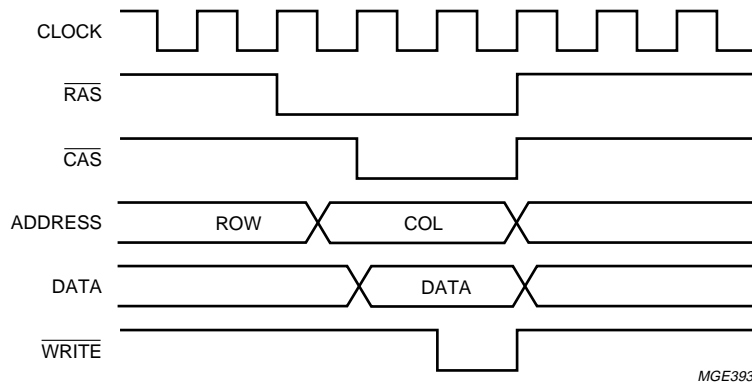 CLOCK
RAS
CAS
ADDRESS ROW COL
DATA DATA
WRITE
MGE393